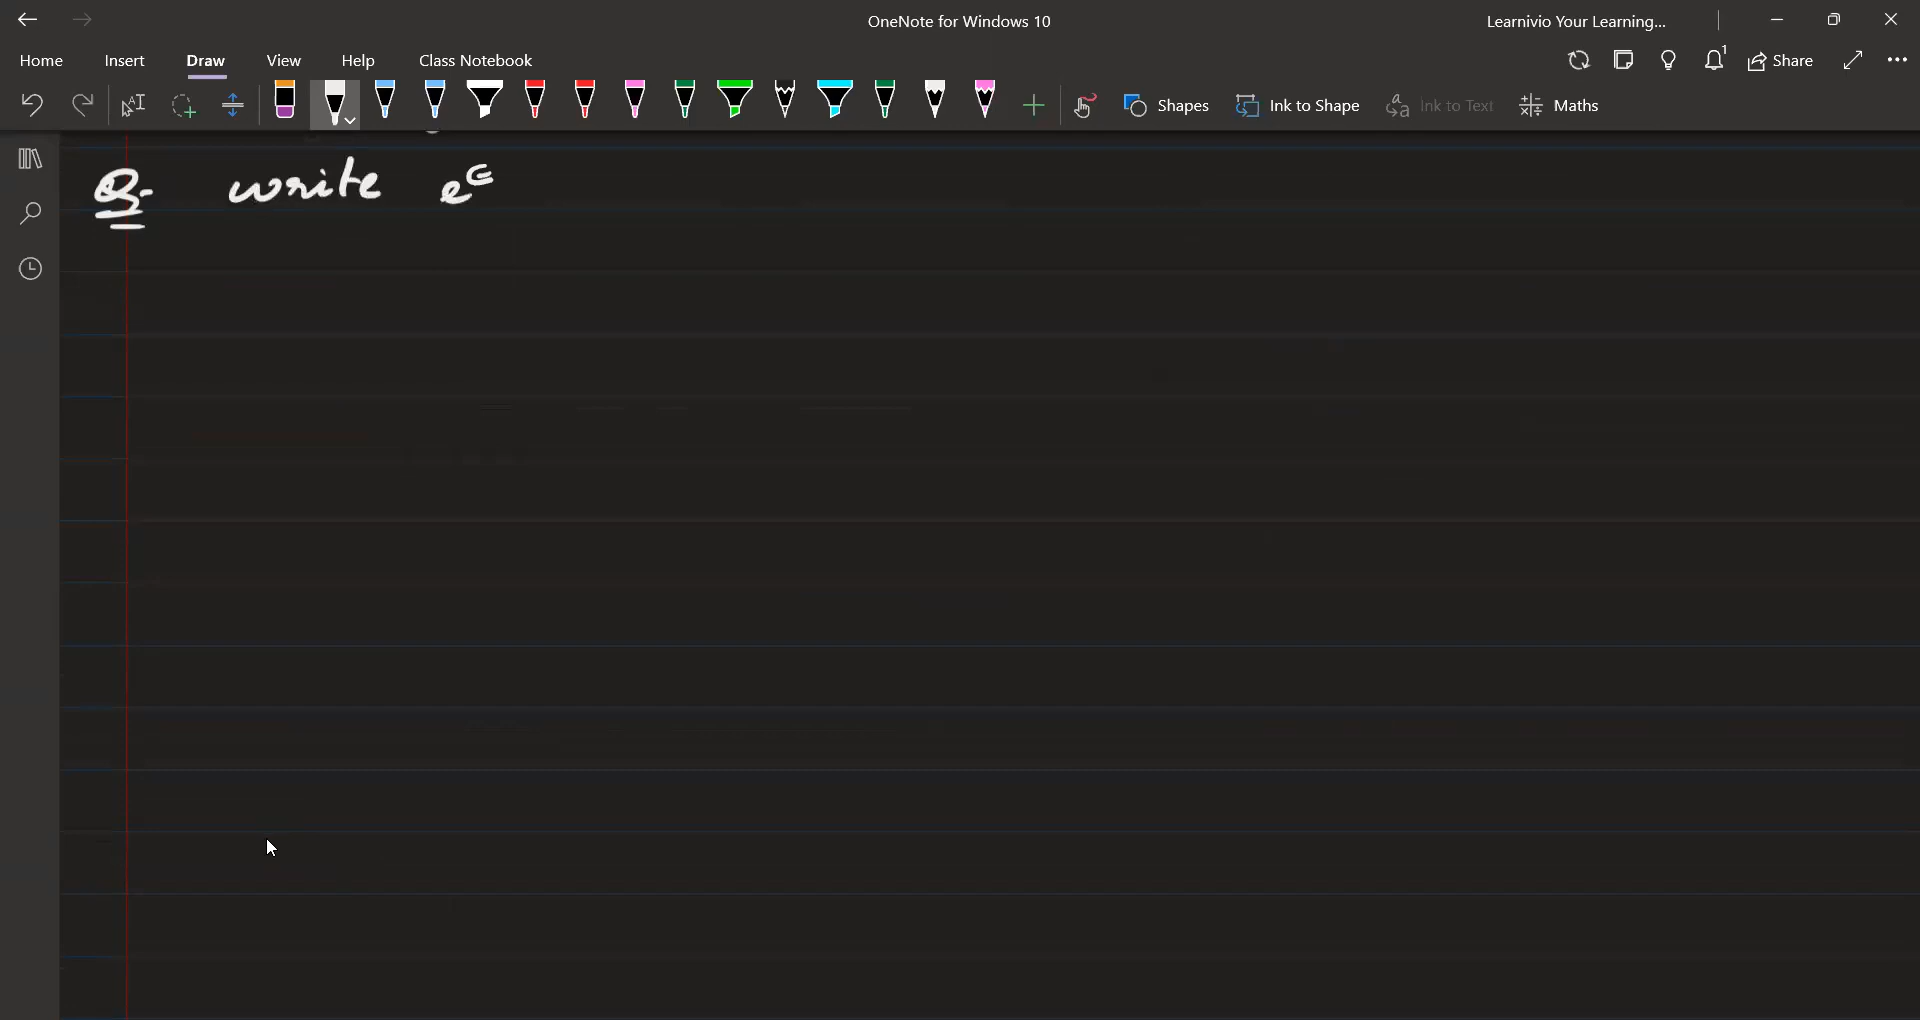 OneNote for Windows 10
Learnivio Your Learning...
Home Insert Draw View Help Class Notebook
1
Share
Shapes Ink to Shape Ink to Text Maths
Q. write e^ϵ